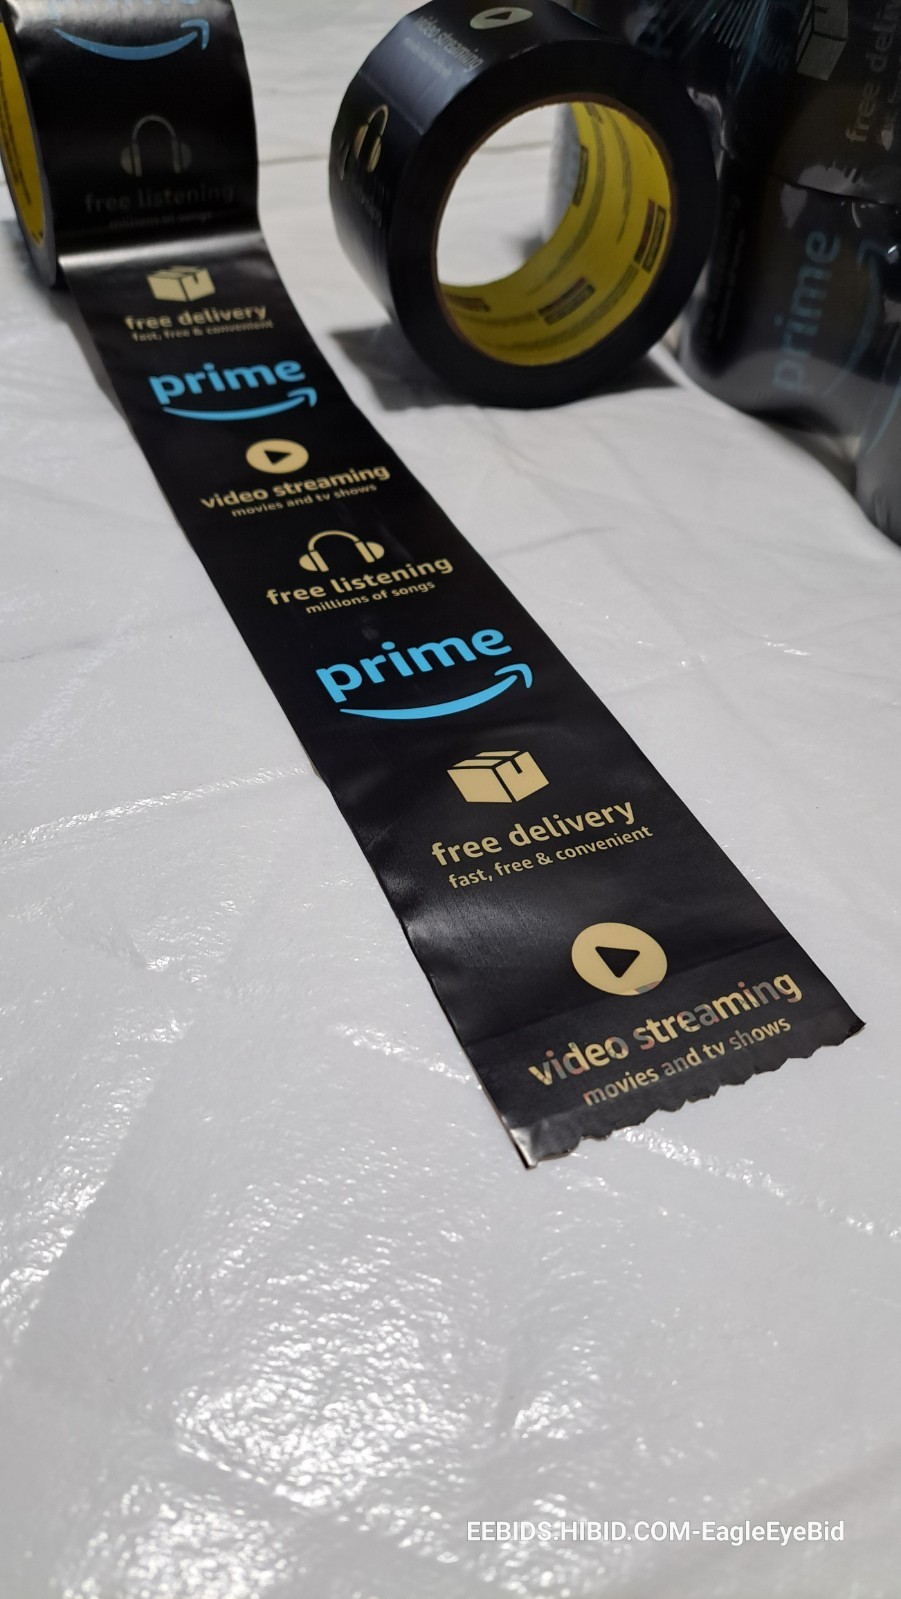 free listening
millions of songs
free delivery
fast, free & convenient
prime
video streaming
movies and tv shows
free listening
millions of songs
prime
free delivery
fast, free & convenient
video streaming
movies and tv shows
video streaming
prime
EEBIDS.HIBID.COM-EagleEyeBid